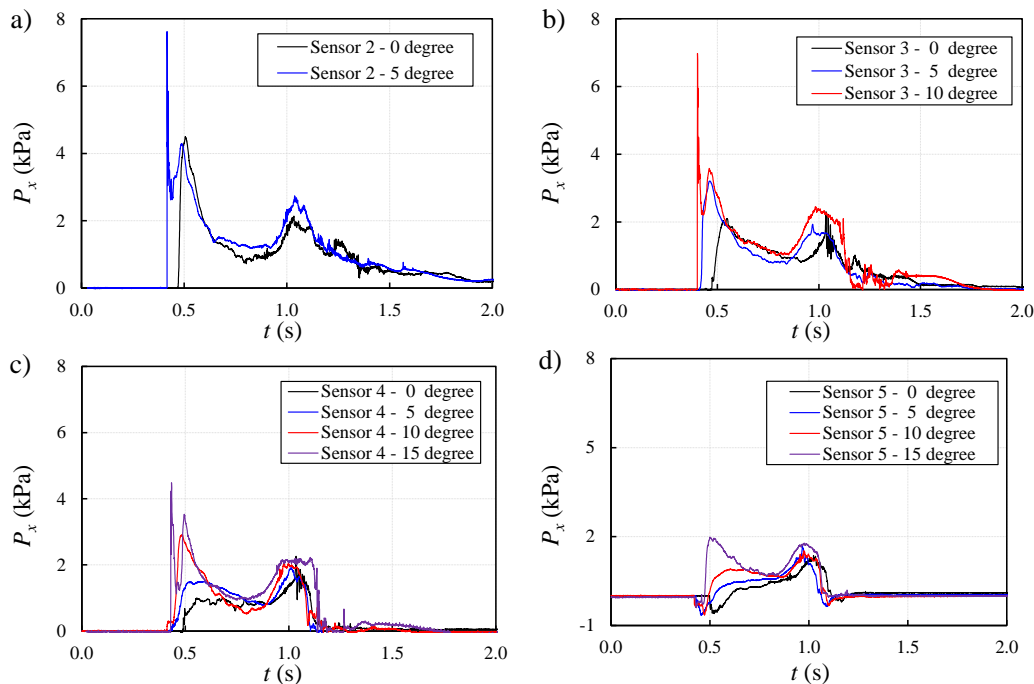 a)
8
6
4
2
0
P_x (kPa)
Sensor 2 - 0 degree
Sensor 2 - 5 degree
0.0 0.5 1.0 1.5 2.0
t (s)
b)
8
6
4
2
0
P_x (kPa)
Sensor 3 - 0 degree
Sensor 3 - 5 degree
Sensor 3 - 10 degree
0.0 0.5 1.0 1.5 2.0
t (s)
c)
8
6
4
2
0
P_x (kPa)
Sensor 4 - 0 degree
Sensor 4 - 5 degree
Sensor 4 - 10 degree
Sensor 4 - 15 degree
0.0 0.5 1.0 1.5 2.0
t (s)
d)
8
5
2
-1
P_x (kPa)
Sensor 5 - 0 degree
Sensor 5 - 5 degree
Sensor 5 - 10 degree
Sensor 5 - 15 degree
0.0 0.5 1.0 1.5 2.0
t (s)